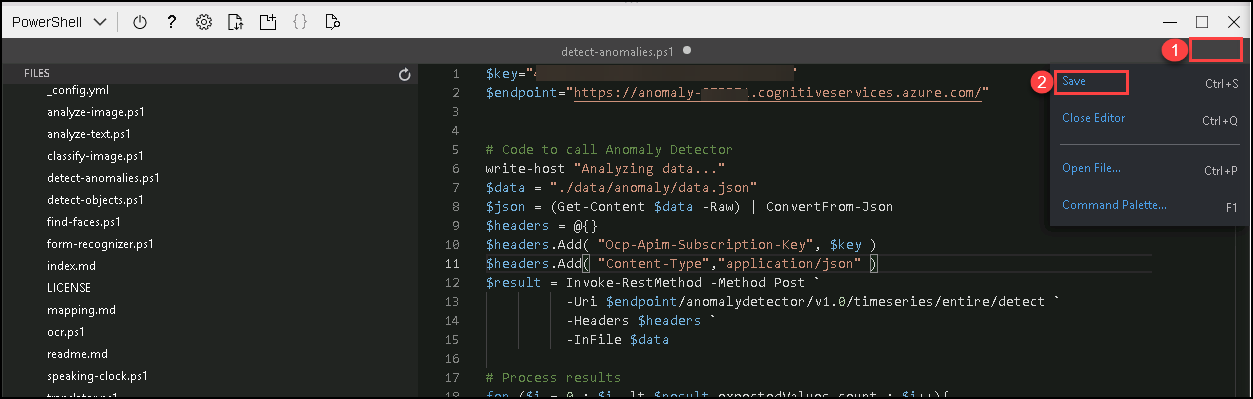 PowerShell ?
detect-anomalies.ps1
1
FILES
_config.yml
analyze-image.ps1
analyze-text.ps1
classify-image.ps1
detect-anomalies.ps1
detect-objects.ps1
find-faces.ps1
form-recognizer.ps1
index.md
LICENSE
mapping.md
ocr.ps1
readme.md
speaking-clock.ps1
1 $key="
2 $endpoint="https://anomaly- .cognitiveservices.azure.com/"
3
4
5 # Code to call Anomaly Detector
6 write-host "Analyzing data..."
7 $data = "./data/anomaly/data.json"
8 $json = (Get-Content $data -Raw) | ConvertFrom-Json
9 $headers = @{}
10 $headers.Add( "Ocp-Apim-Subscription-Key", $key )
11 $headers.Add( "Content-Type","application/json" )
12 $result = Invoke-RestMethod -Method Post `
13 -Uri $endpoint/anomalydetector/v1.0/timeseries/entire/detect `
14 -Headers $headers `
15 -InFile $data
16
17 # Process results
2 Save Ctrl+S
Close Editor Ctrl+Q
Open File... Ctrl+P
Command Palette... F1